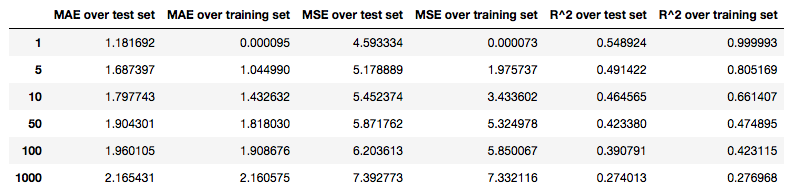 MAE over test set MAE over training set MSE over test set MSE over training set R^2 over test set R^2 over training set
1 1.181692 0.000095 4.593334 0.000073 0.548924 0.999993
5 1.687397 1.044990 5.178889 1.975737 0.491422 0.805169
10 1.797743 1.432632 5.452374 3.433602 0.464565 0.661407
50 1.904301 1.818030 5.871762 5.324978 0.423380 0.474895
100 1.960105 1.908676 6.203613 5.850067 0.390791 0.423115
1000 2.165431 2.160575 7.392773 7.332116 0.274013 0.276968